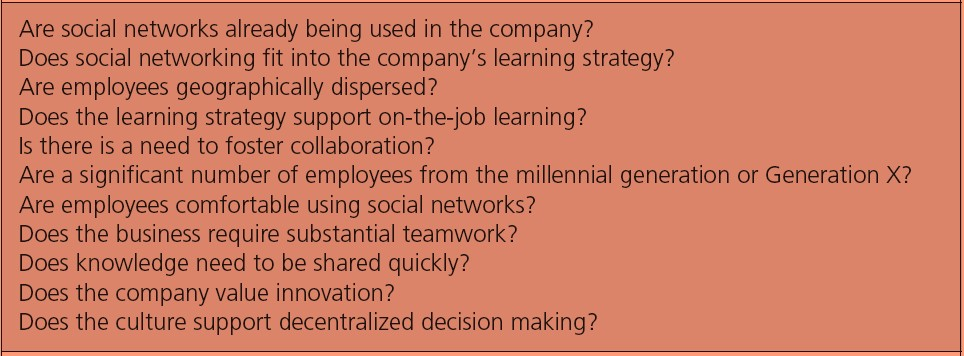 Are social networks already being used in the company?
Does social networking fit into the company's learning strategy?
Are employees geographically dispersed?
Does the learning strategy support on-the-job learning?
Is there is a need to foster collaboration?
Are a significant number of employees from the millennial generation or Generation X?
Are employees comfortable using social networks?
Does the business require substantial teamwork?
Does knowledge need to be shared quickly?
Does the company value innovation?
Does the culture support decentralized decision making?